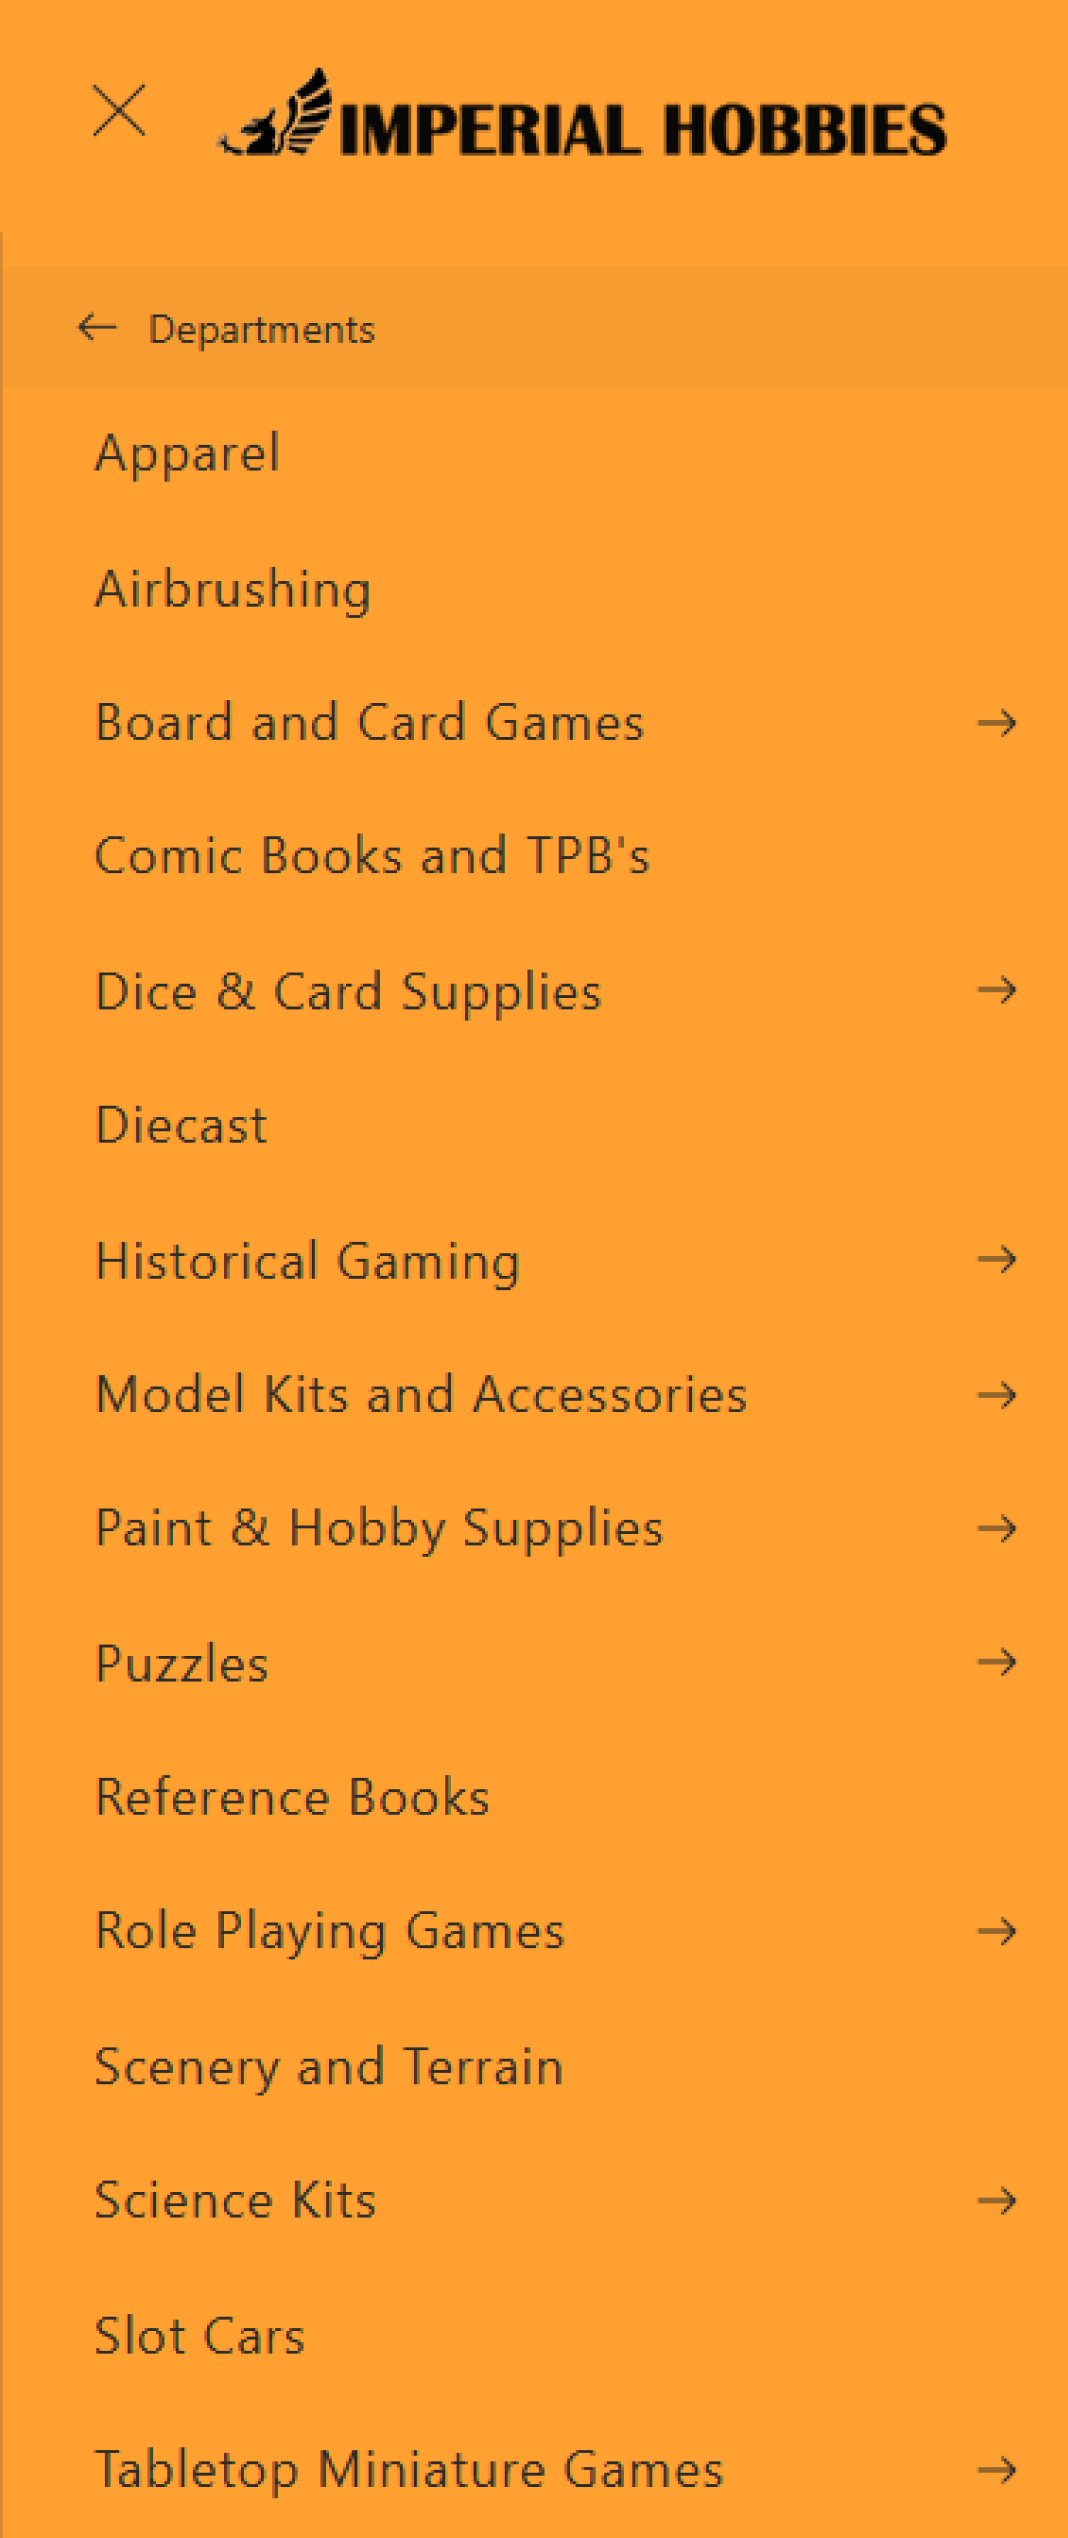 IMPERIAL HOBBIES
Departments
Apparel
Airbrushing
Board and Card Games
Comic Books and TPB's
Dice & Card Supplies
Diecast
Historical Gaming
Model Kits and Accessories
Paint & Hobby Supplies
Puzzles
Reference Books
Role Playing Games
Scenery and Terrain
Science Kits
Slot Cars
Tabletop Miniature Games